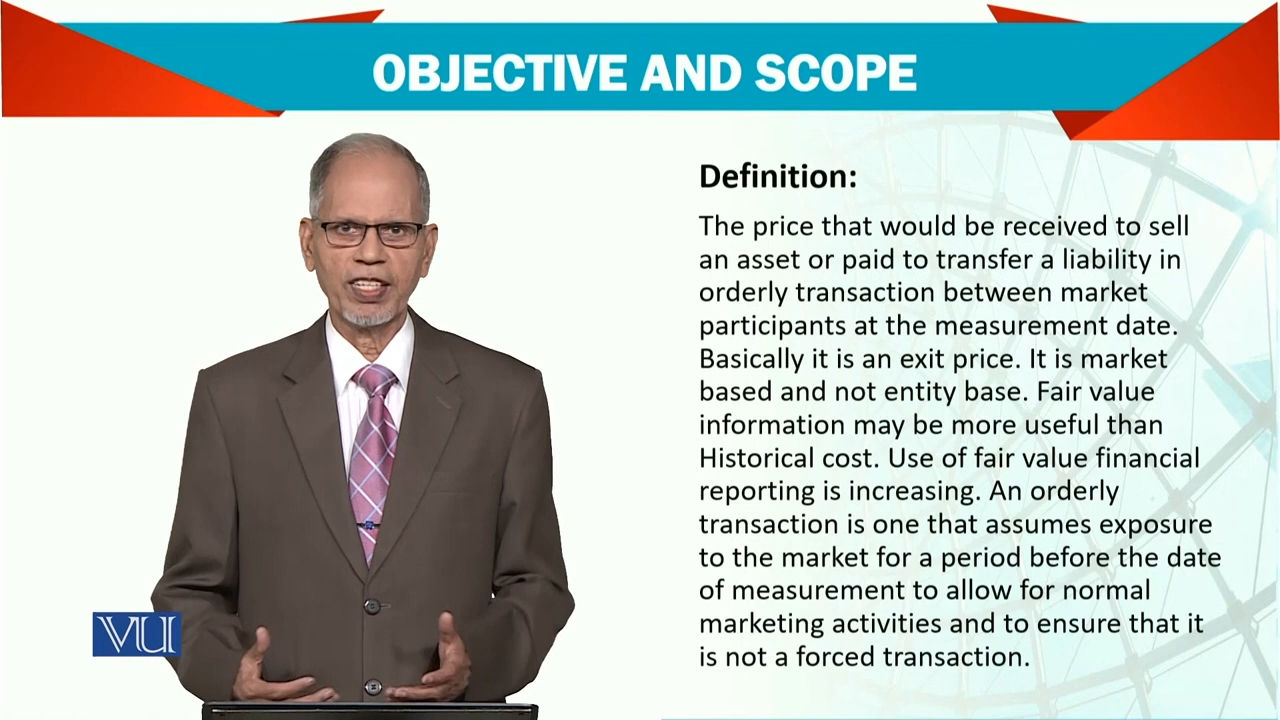 OBJECTIVE AND SCOPE
Definition:
The price that would be received to sell
an asset or paid to transfer a liability in
orderly transaction between market
participants at the measurement date.
Basically it is an exit price. It is market
based and not entity base. Fair value
information may be more useful than
Historical cost. Use of fair value financial
reporting is increasing. An orderly
transaction is one that assumes exposure
to the market for a period before the date
of measurement to allow for normal
marketing activities and to ensure that it
is not a forced transaction.
VU